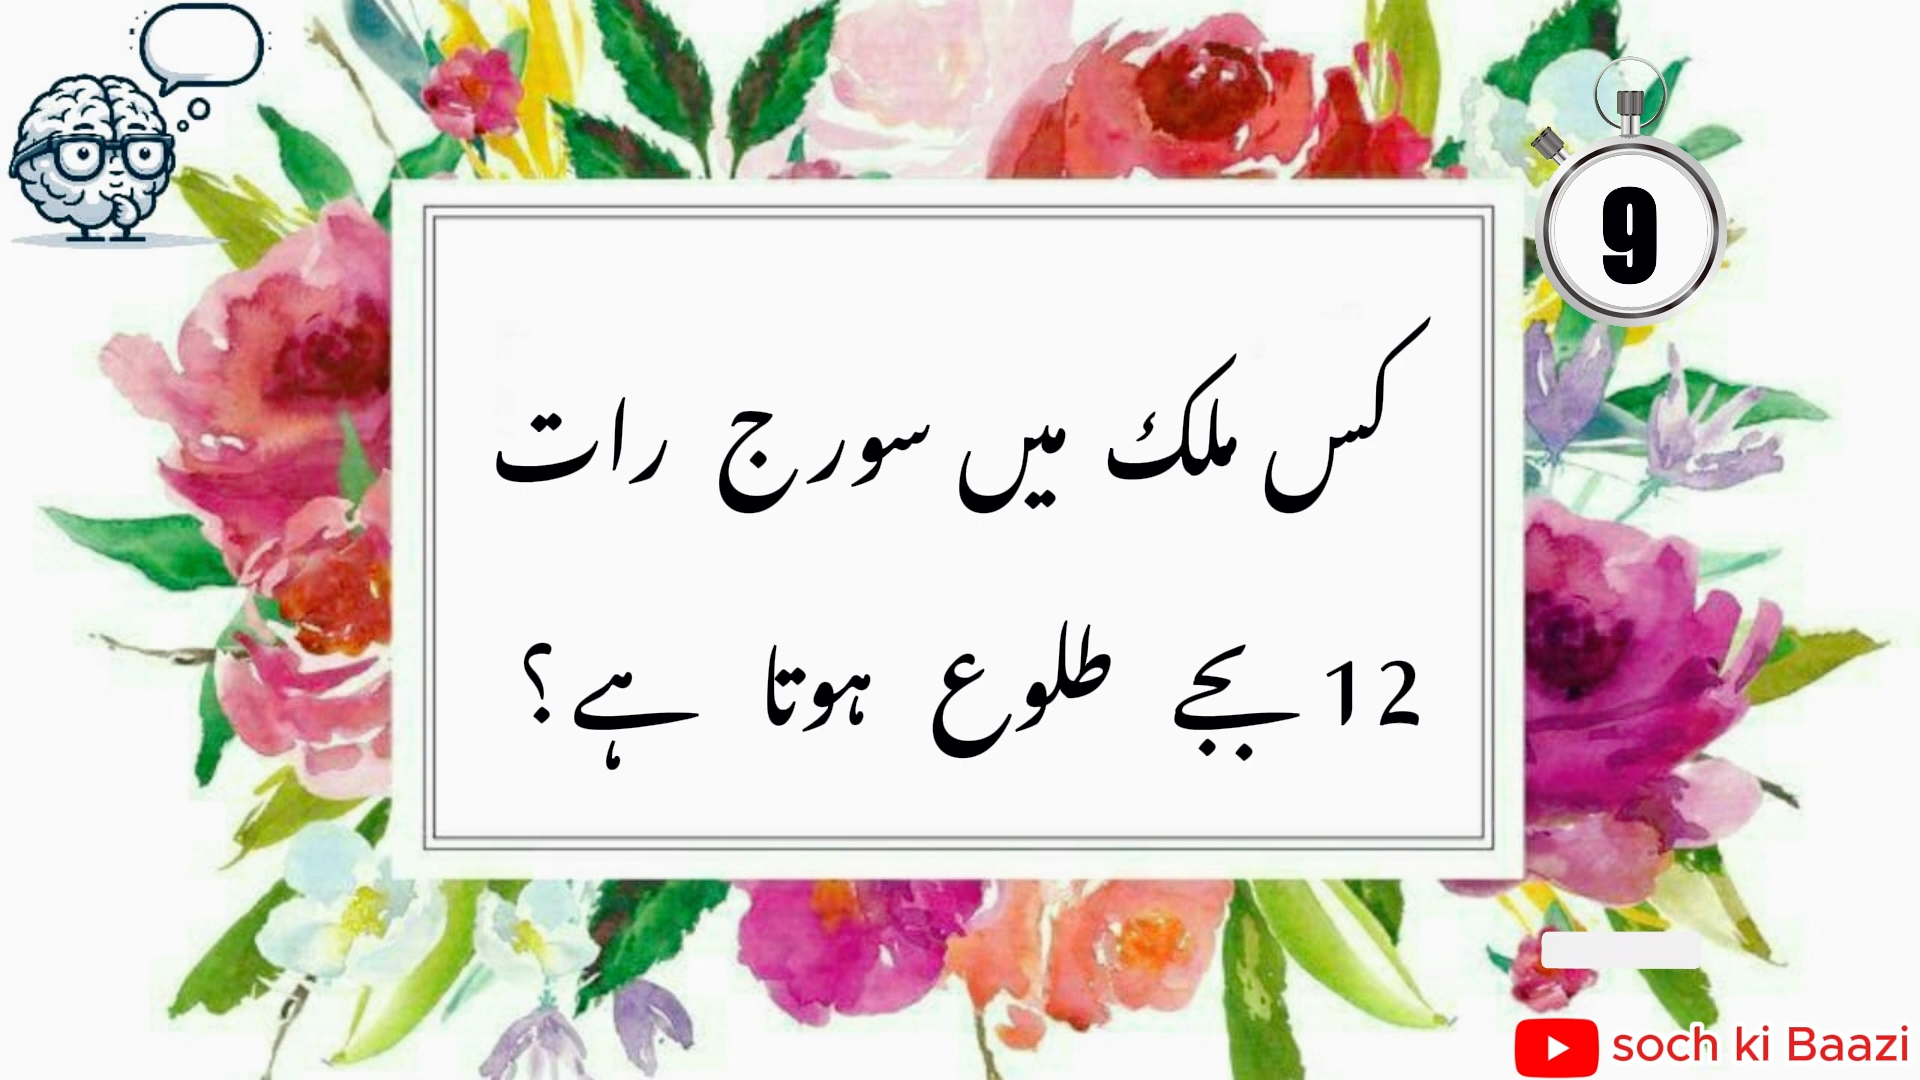 9
کس ملک میں سورج رات
12 بجے طلوع ہوتا ہے؟
soch ki Baazi